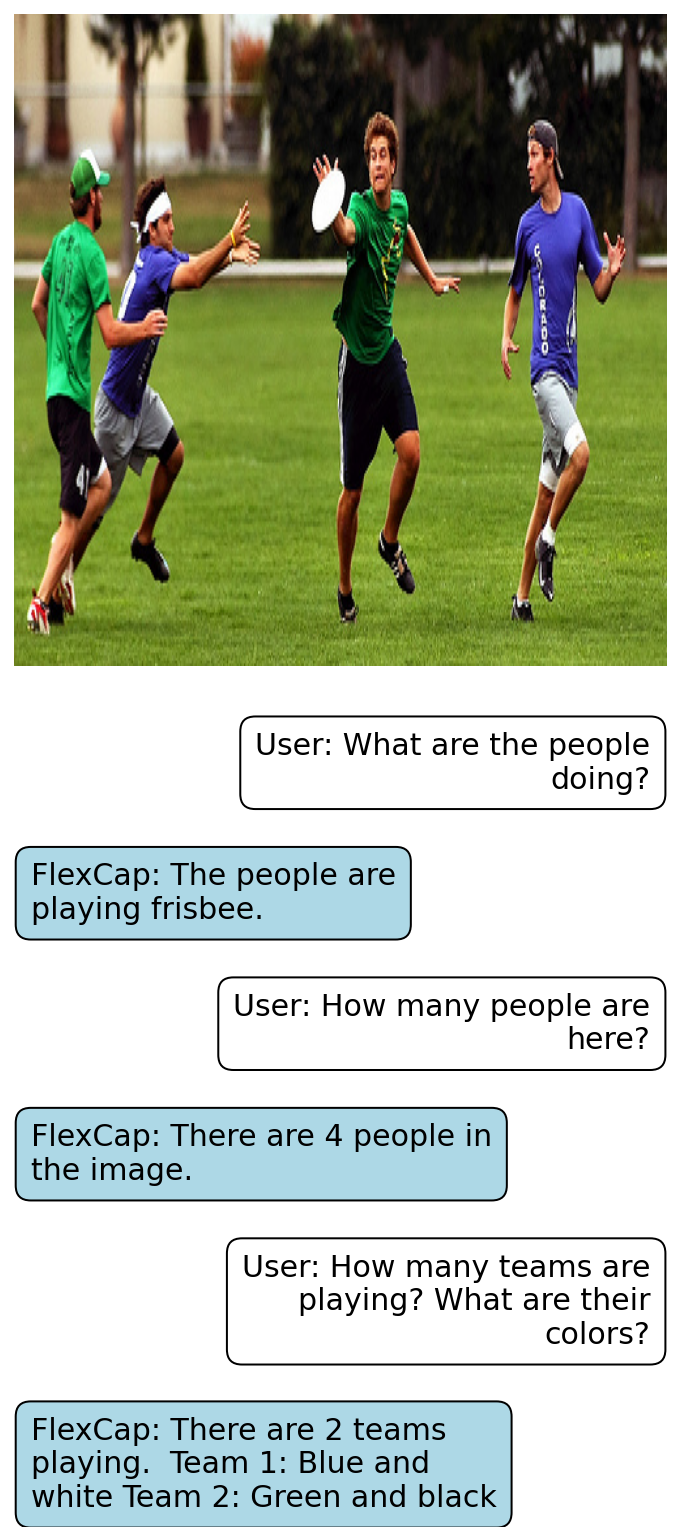 COLORADO
41
User: What are the people
doing?
FlexCap: The people are
playing frisbee.
User: How many people are
here?
FlexCap: There are 4 people in
the image.
User: How many teams are
playing? What are their
colors?
FlexCap: There are 2 teams
playing.  Team 1: Blue and
white Team 2: Green and black